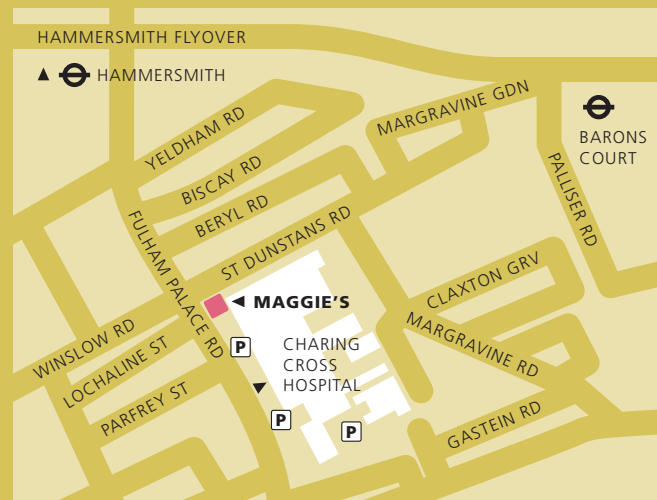 HAMMERSMITH FLYOVER
HAMMERSMITH
MARGRAVINE GDN
BARONS
COURT
YELDHAM RD
BISCAY RD
PALLISER RD
BERYL RD
ST DUNSTANS RD
FULHAM PALACE RD
CLAXTON GRV
MAGGIE'S
MARGRAVINE RD
WINSLOW RD
LOCHALINE ST
P
CHARING
CROSS
HOSPITAL
PARFREY ST
P
P
GASTEIN RD